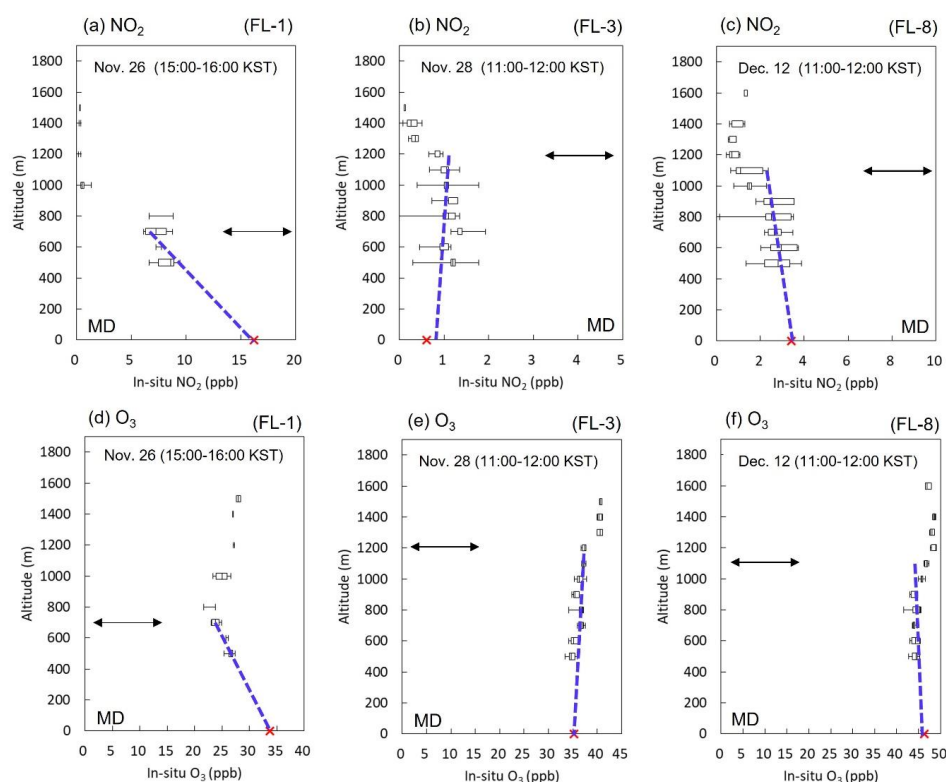 (a) NO₂ (FL-1)
Nov. 26 (15:00-16:00 KST)
Altitude (m)
1800
1600
1400
1200
1000
800
600
400
200
0
MD
0 5 10 15 20
In-situ NO₂ (ppb)
(b) NO₂ (FL-3)
Nov. 28 (11:00-12:00 KST)
Altitude (m)
1800
1600
1400
1200
1000
800
600
400
200
0
MD
0 1 2 3 4 5
In-situ NO₂ (ppb)
(c) NO₂ (FL-8)
Dec. 12 (11:00-12:00 KST)
Altitude (m)
1800
1600
1400
1200
1000
800
600
400
200
0
MD
0 2 4 6 8 10
In-situ NO₂ (ppb)
(d) O₃ (FL-1)
Nov. 26 (15:00-16:00 KST)
Altitude (m)
1800
1600
1400
1200
1000
800
600
400
200
0
MD
0 5 10 15 20 25 30 35 40
In-situ O₃ (ppb)
(e) O₃ (FL-3)
Nov. 28 (11:00-12:00 KST)
Altitude (m)
1800
1600
1400
1200
1000
800
600
400
200
0
MD
0 5 10 15 20 25 30 35 40 45
In-situ O₃ (ppb)
(f) O₃ (FL-8)
Dec. 12 (11:00-12:00 KST)
Altitude (m)
1800
1600
1400
1200
1000
800
600
400
200
0
MD
0 5 10 15 20 25 30 35 40 45 50
In-situ O₃ (ppb)